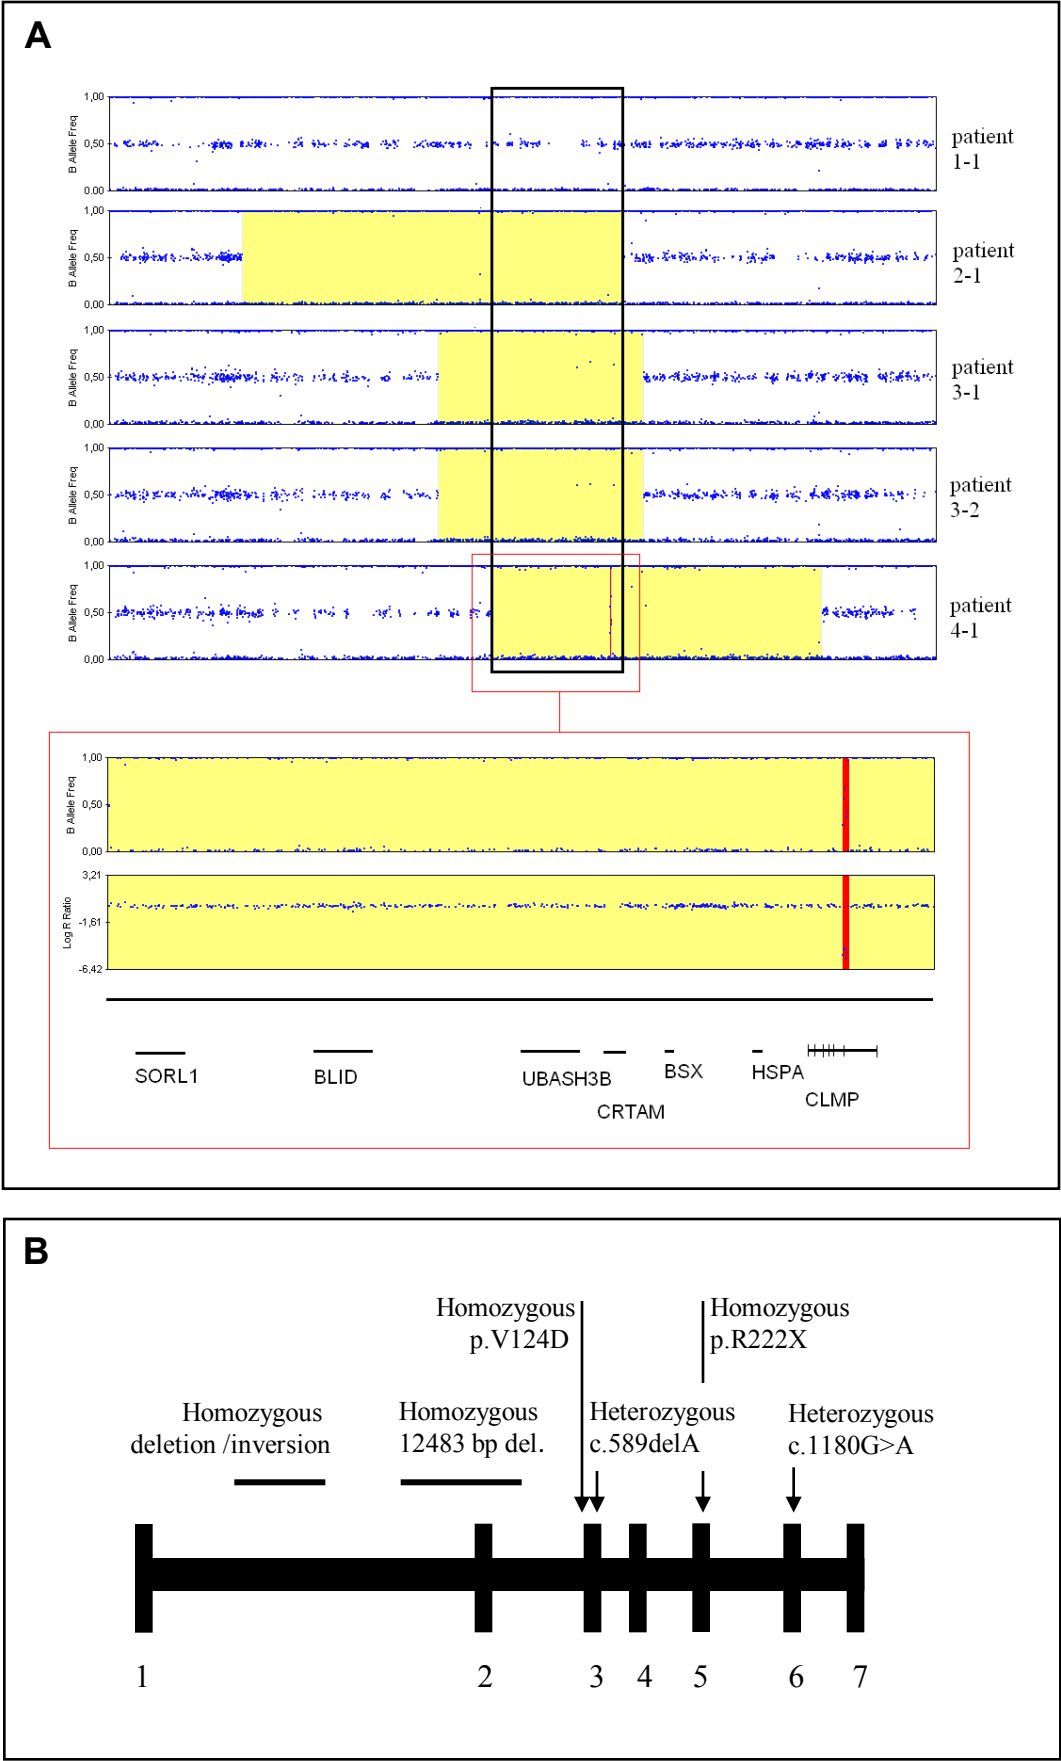 A
1,00
0,50
0.00
B Allele Freq
patient
1-1
1,00
0,50
0,00
B Allele Freq
patient
2-1
1,00
0,50
0,00
B Allele Freq
patient
3-1
1,00
0,50
0,00
B Allele Freq
patient
3-2
1,00
0,50
0,00
B Allele Freq
patient
4-1
1,00
0,50
0,00
B Allele Freq
3,21
-1,61
-6,42
Log R Ratio
SORL1
BLID
UBASH3B
CRTAM
BSX
HSPA
CLMP
B
Homozygous
p.V124D
Homozygous
p.R222X
Homozygous
deletion /inversion
Homozygous
12483 bp del.
Heterozygous
c.589delA
Heterozygous
c.1180G>A
1 2 3 4 5 6 7